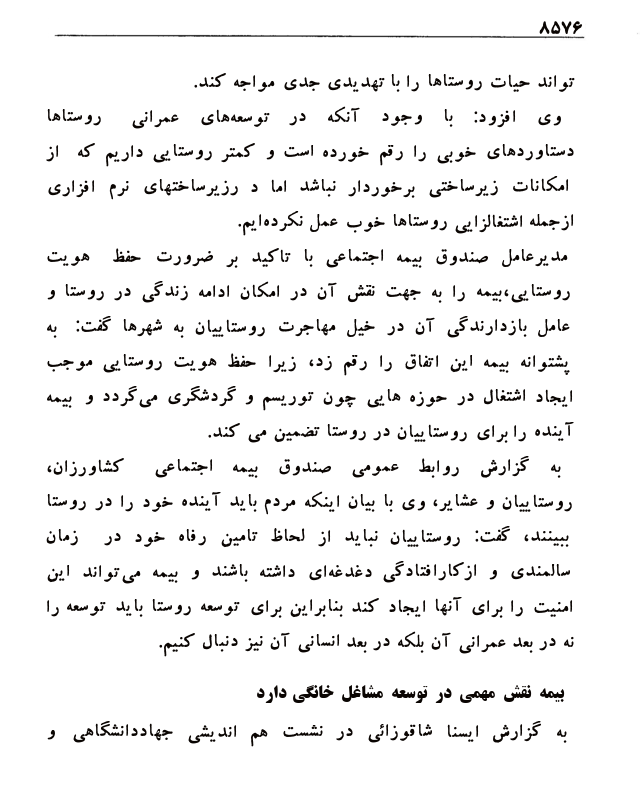 ۸۵۷۶
تواند حیات روستاها را با تهدیدی جدی مواجه کند.
وی افزود: با وجود آنکه در توسعه‌های عمرانی روستاها
دستاوردهای خوبی را رقم خورده است و کمتر روستایی داریم که از
امکانات زیرساختی برخوردار نباشد اما د رزیرساختهای نرم افزاری
ازجمله اشتغالزایی روستاها خوب عمل نکرده‌ایم.
مدیرعامل صندوق بیمه اجتماعی با تاکید بر ضرورت حفظ هویت
روستایی،بیمه را به جهت نقش آن در امکان ادامه زندگی در روستا و
عامل بازدارندگی آن در خیل مهاجرت روستاییان به شهرها گفت: به
پشتوانه بیمه این اتفاق را رقم زد، زیرا حفظ هویت روستایی موجب
ایجاد اشتغال در حوزه هایی چون توریسم و گردشگری می‌گردد و بیمه
آینده را برای روستاییان در روستا تضمین می کند.
به گزارش روابط عمومی صندوق بیمه اجتماعی کشاورزان،
روستاییان و عشایر، وی با بیان اینکه مردم باید آینده خود را در روستا
ببینند، گفت: روستاییان نباید از لحاظ تامین رفاه خود در زمان
سالمندی و ازکارافتادگی دغدغه‌ای داشته باشند و بیمه می‌تواند این
امنیت را برای آنها ایجاد کند بنابراین برای توسعه روستا باید توسعه را
نه در بعد عمرانی آن بلکه در بعد انسانی آن نیز دنبال کنیم.
بیمه نقش مهمی در توسعه مشاغل خانگی دارد
به گزارش ایسنا شاقوزائی در نشست هم اندیشی جهاددانشگاهی و